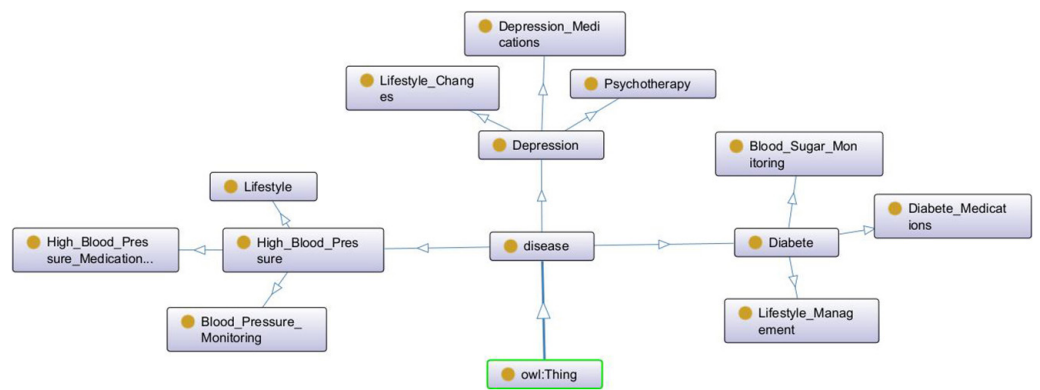 Depression_Medi
cations
Lifestyle_Chang
es
Psychotherapy
Depression
Blood_Sugar_Mon
itoring
Lifestyle
Diabete_Medicat
ions
High_Blood_Pres
sure_Medication...
High_Blood_Pres
sure
disease
Diabete
Blood_Pressure_
Monitoring
Lifestyle_Manag
ement
owl:Thing